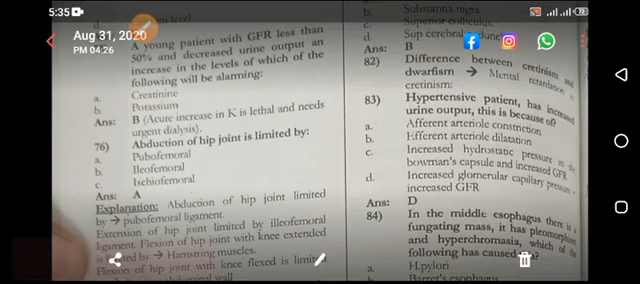 5:35
Aug 31, 2020
PM 04:26
d.
level
A young patient with GFR less than
50% and decreased urine output an
increase in the levels of which of the
following will be alarming:
a. Creatinine
b. Potassium
Ans: B (Acute increase in K is lethal and needs
urgent dialysis).
76) Abduction of hip joint is limited by:
a. Pubofemoral
b. Ileofemoral
c. Ischiofemoral
Ans: A
Explanation: Abduction of hip joint limited
by → pubofemoral ligament.
Extension of hip joint limited by illeofemoral
ligament. Flexion of hip joint with knee extended
is by → Hamstring muscles.
Flexion of hip joint with knee flexed is limited
wall
b. Substantis nigra
c. Superior colliculus,
d. Sup cerebral
Ans: B
82) Difference between cretinism and
dwarfism → Mental retardation in
cretinism:
83) Hypertensive patient, has increased
urine output, this is because of?
a. Afferent arteriole constriction
b. Efferent arteriole dilatation
c. Increased hydrostatic pressure in the
bowman's capsule and increased GFR
d. Increased glomerular capillary pressure
increased GFR
Ans: D
84) In the middle esophagus there is a
fungating mass, it has pleomorphism
and hyperchromasia, which of the
following has caused
a. H.pylori
b. Barret's esophagus